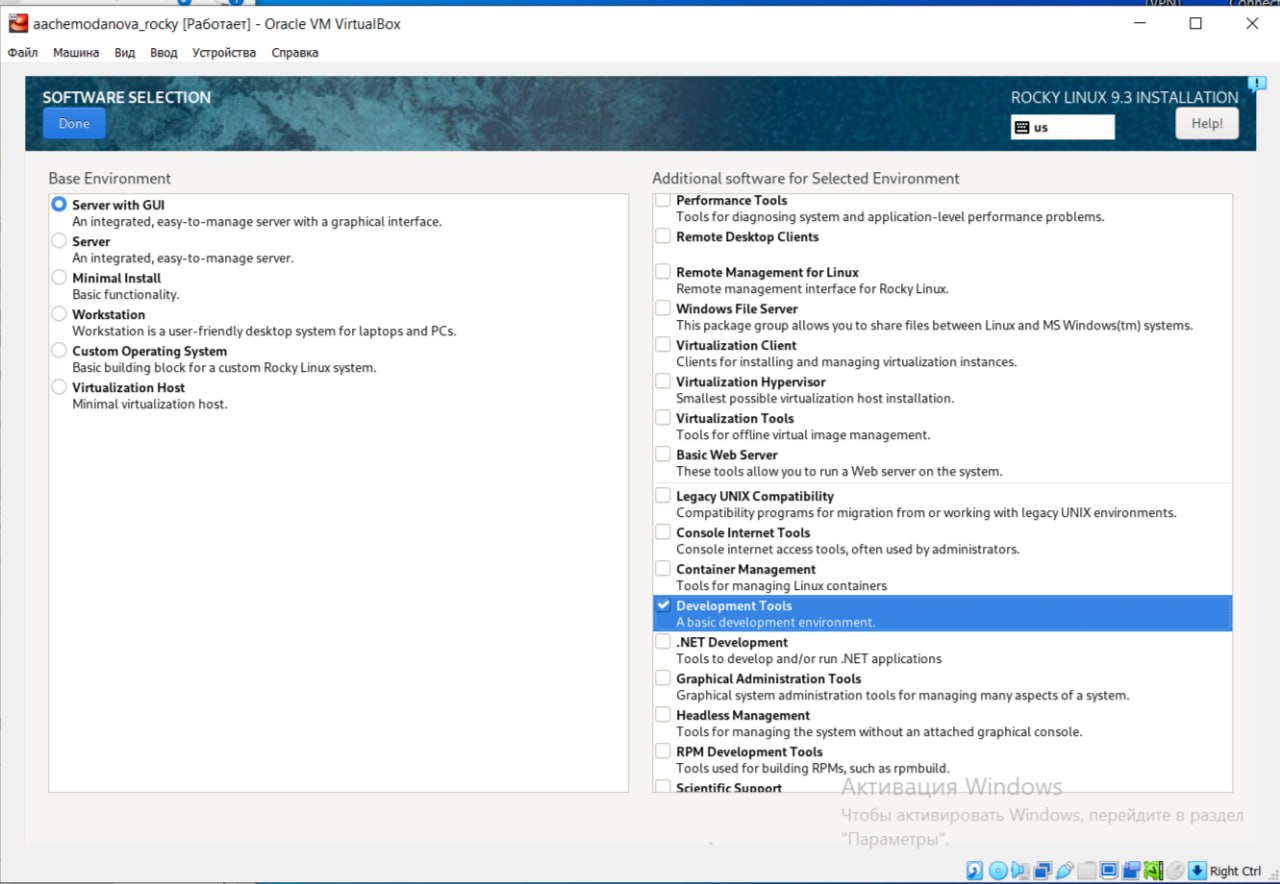 (VPN)
aachemodanova_rocky [Работает] - Oracle VM VirtualBox
Файл Машина Вид Ввод Устройства Справка
SOFTWARE SELECTION
ROCKY LINUX 9.3 INSTALLATION
Done
us
Help!
Base Environment
Server with GUI
An integrated, easy-to-manage server with a graphical interface.
Server
An integrated, easy-to-manage server.
Minimal Install
Basic functionality.
Workstation
Workstation is a user-friendly desktop system for laptops and PCs.
Custom Operating System
Basic building block for a custom Rocky Linux system.
Virtualization Host
Minimal virtualization host.
Additional software for Selected Environment
Performance Tools
Tools for diagnosing system and application-level performance problems.
Remote Desktop Clients
Remote Management for Linux
Remote management interface for Rocky Linux.
Windows File Server
This package group allows you to share files between Linux and MS Windows(tm) systems.
Virtualization Client
Clients for installing and managing virtualization instances.
Virtualization Hypervisor
Smallest possible virtualization host installation.
Virtualization Tools
Tools for offline virtual image management.
Basic Web Server
These tools allow you to run a Web server on the system.
Legacy UNIX Compatibility
Compatibility programs for migration from or working with legacy UNIX environments.
Console Internet Tools
Console internet access tools, often used by administrators.
Container Management
Tools for managing Linux containers
Development Tools
A basic development environment.
.NET Development
Tools to develop and/or run .NET applications
Graphical Administration Tools
Graphical system administration tools for managing many aspects of a system.
Headless Management
Tools for managing the system without an attached graphical console.
RPM Development Tools
Tools used for building RPMs, such as rpmbuild.
Scientific Support
Активация Windows
Чтобы активировать Windows, перейдите в раздел
"Параметры".
Right Ctrl